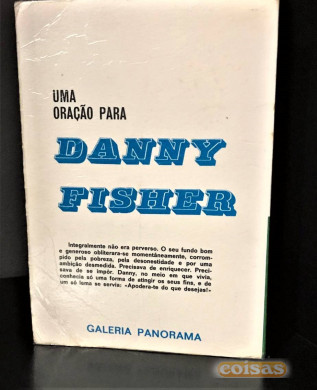 UMA
ORAÇÃO PARA
DANNY
FISHER
Integralmente não era perverso. O seu fundo bom
e generoso obliterara-se momentâneamente, corrom-
pido pela pobreza, pela desonestidade e por uma
ambição desmedida. Precisava de enriquecer. Preci-
sava de se impôr. Danny, no meio em que vivia,
conhecia só uma forma de atingir os seus fins, e de
um só lema se servia: «Apodera-te do que desejas!»
GALERIA PANORAMA
coisas